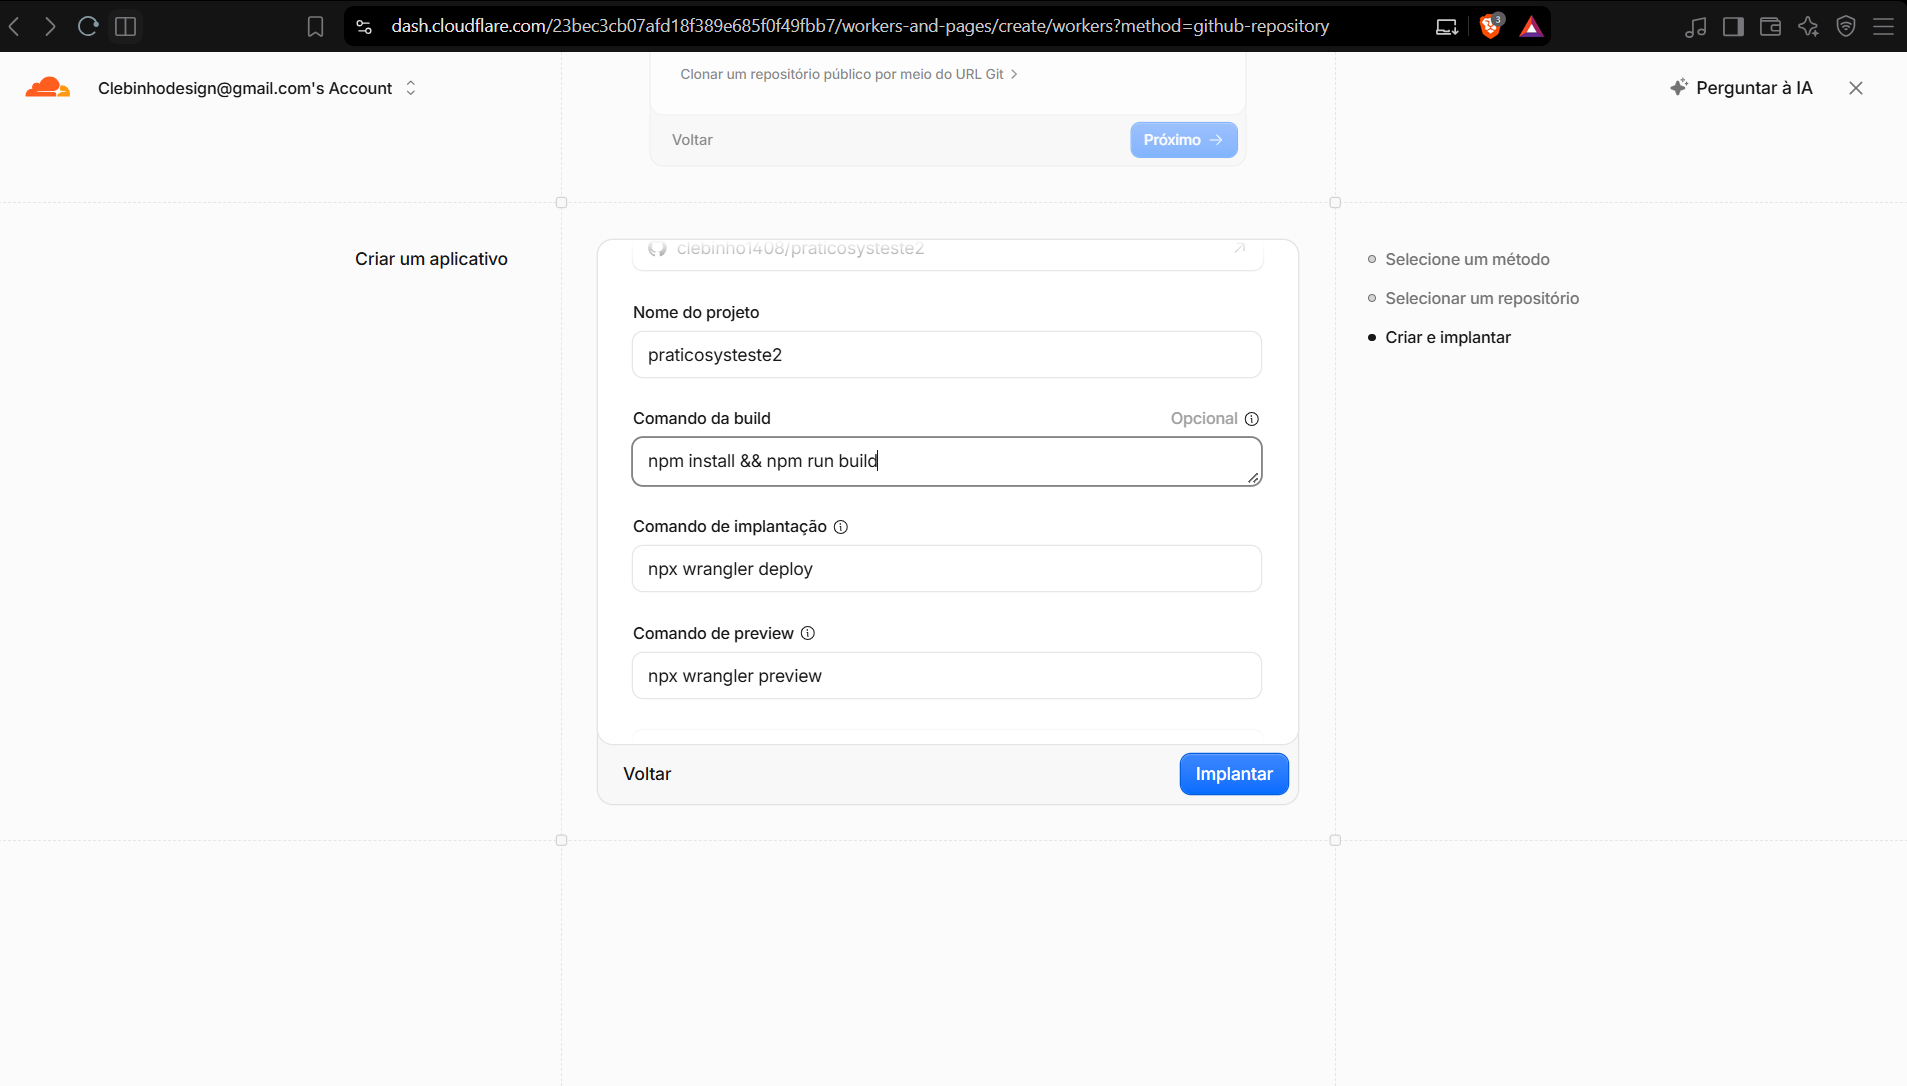 dash.cloudflare.com/23bec3cb07afd18f389e685f0f49fbb7/workers-and-pages/create/workers?method=github-repository
3
Clebinhodesign@gmail.com's Account
Perguntar à IA
Clonar um repositório público por meio do URL Git
Voltar
Próximo
Criar um aplicativo
clebinho1408/praticosysteste2
Nome do projeto
praticosysteste2
Comando da build
Opcional
npm install && npm run build
Comando de implantação
npx wrangler deploy
Comando de preview
npx wrangler preview
Voltar
Implantar
Selecione um método
Selecionar um repositório
Criar e implantar